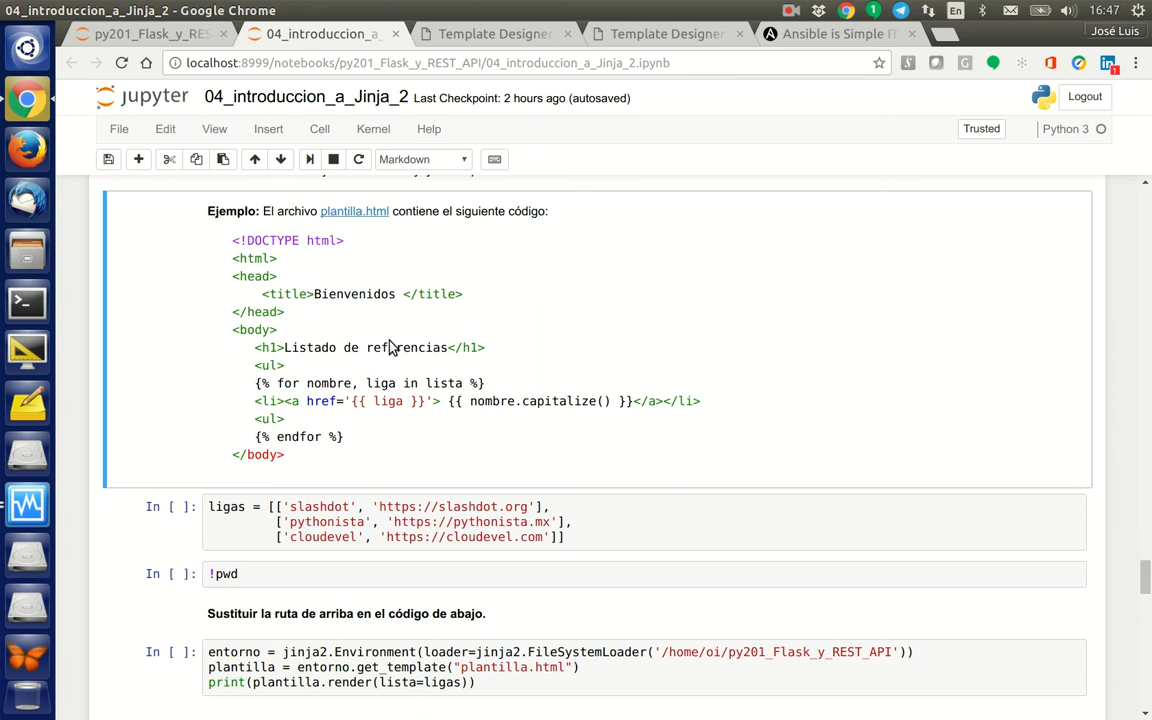 04_introduccion_a_Jinja_2 - Google Chrome
1
En
16:47
py201_Flask_y_RES
04_introduccion_a_
Template Designer
Template Designer
Ansible is Simple IT
José Luis
localhost:8999/notebooks/py201_Flask_y_REST_API/04_introduccion_a_Jinja_2.ipynb
1
jupyter
04_introduccion_a_Jinja_2 Last Checkpoint: 2 hours ago (autosaved)
Logout
File Edit View Insert Cell Kernel Help
Trusted
Python 3
Markdown
Ejemplo: El archivo plantilla.html contiene el siguiente código:
<!DOCTYPE html>
<html>
<head>
<title>Bienvenidos </title>
</head>
<body>
<h1>Listado de referencias</h1>
<ul>
{% for nombre, liga in lista %}
<li><a href='{{ liga }}'> {{ nombre.capitalize() }}</a></li>
<ul>
{% endfor %}
</body>
In [ ]: ligas = [['slashdot', 'https://slashdot.org'],
['pythonista', 'https://pythonista.mx'],
['cloudevel', 'https://cloudevel.com']]
In [ ]: !pwd
Sustituir la ruta de arriba en el código de abajo.
In [ ]: entorno = jinja2.Environment(loader=jinja2.FileSystemLoader('/home/oi/py201_Flask_y_REST_API'))
plantilla = entorno.get_template("plantilla.html")
print(plantilla.render(lista=ligas))